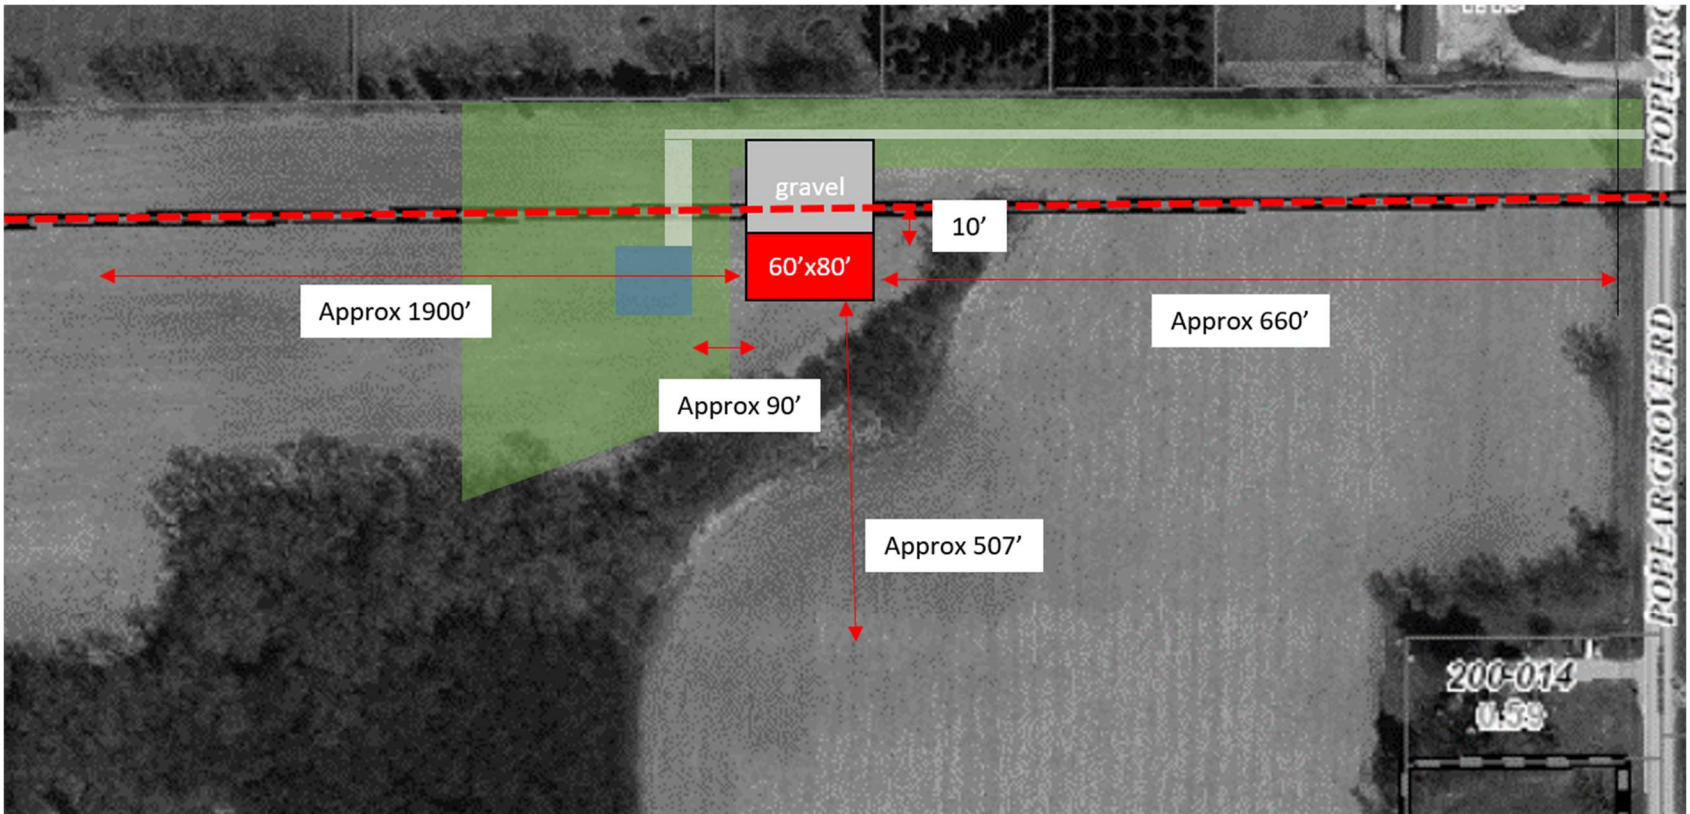 POPLARG
gravel
10’
60’x80’
Approx 1900’
Approx 660’
Approx 90’
Approx 507’
POPLAR GROVE RD
200-014
0.59